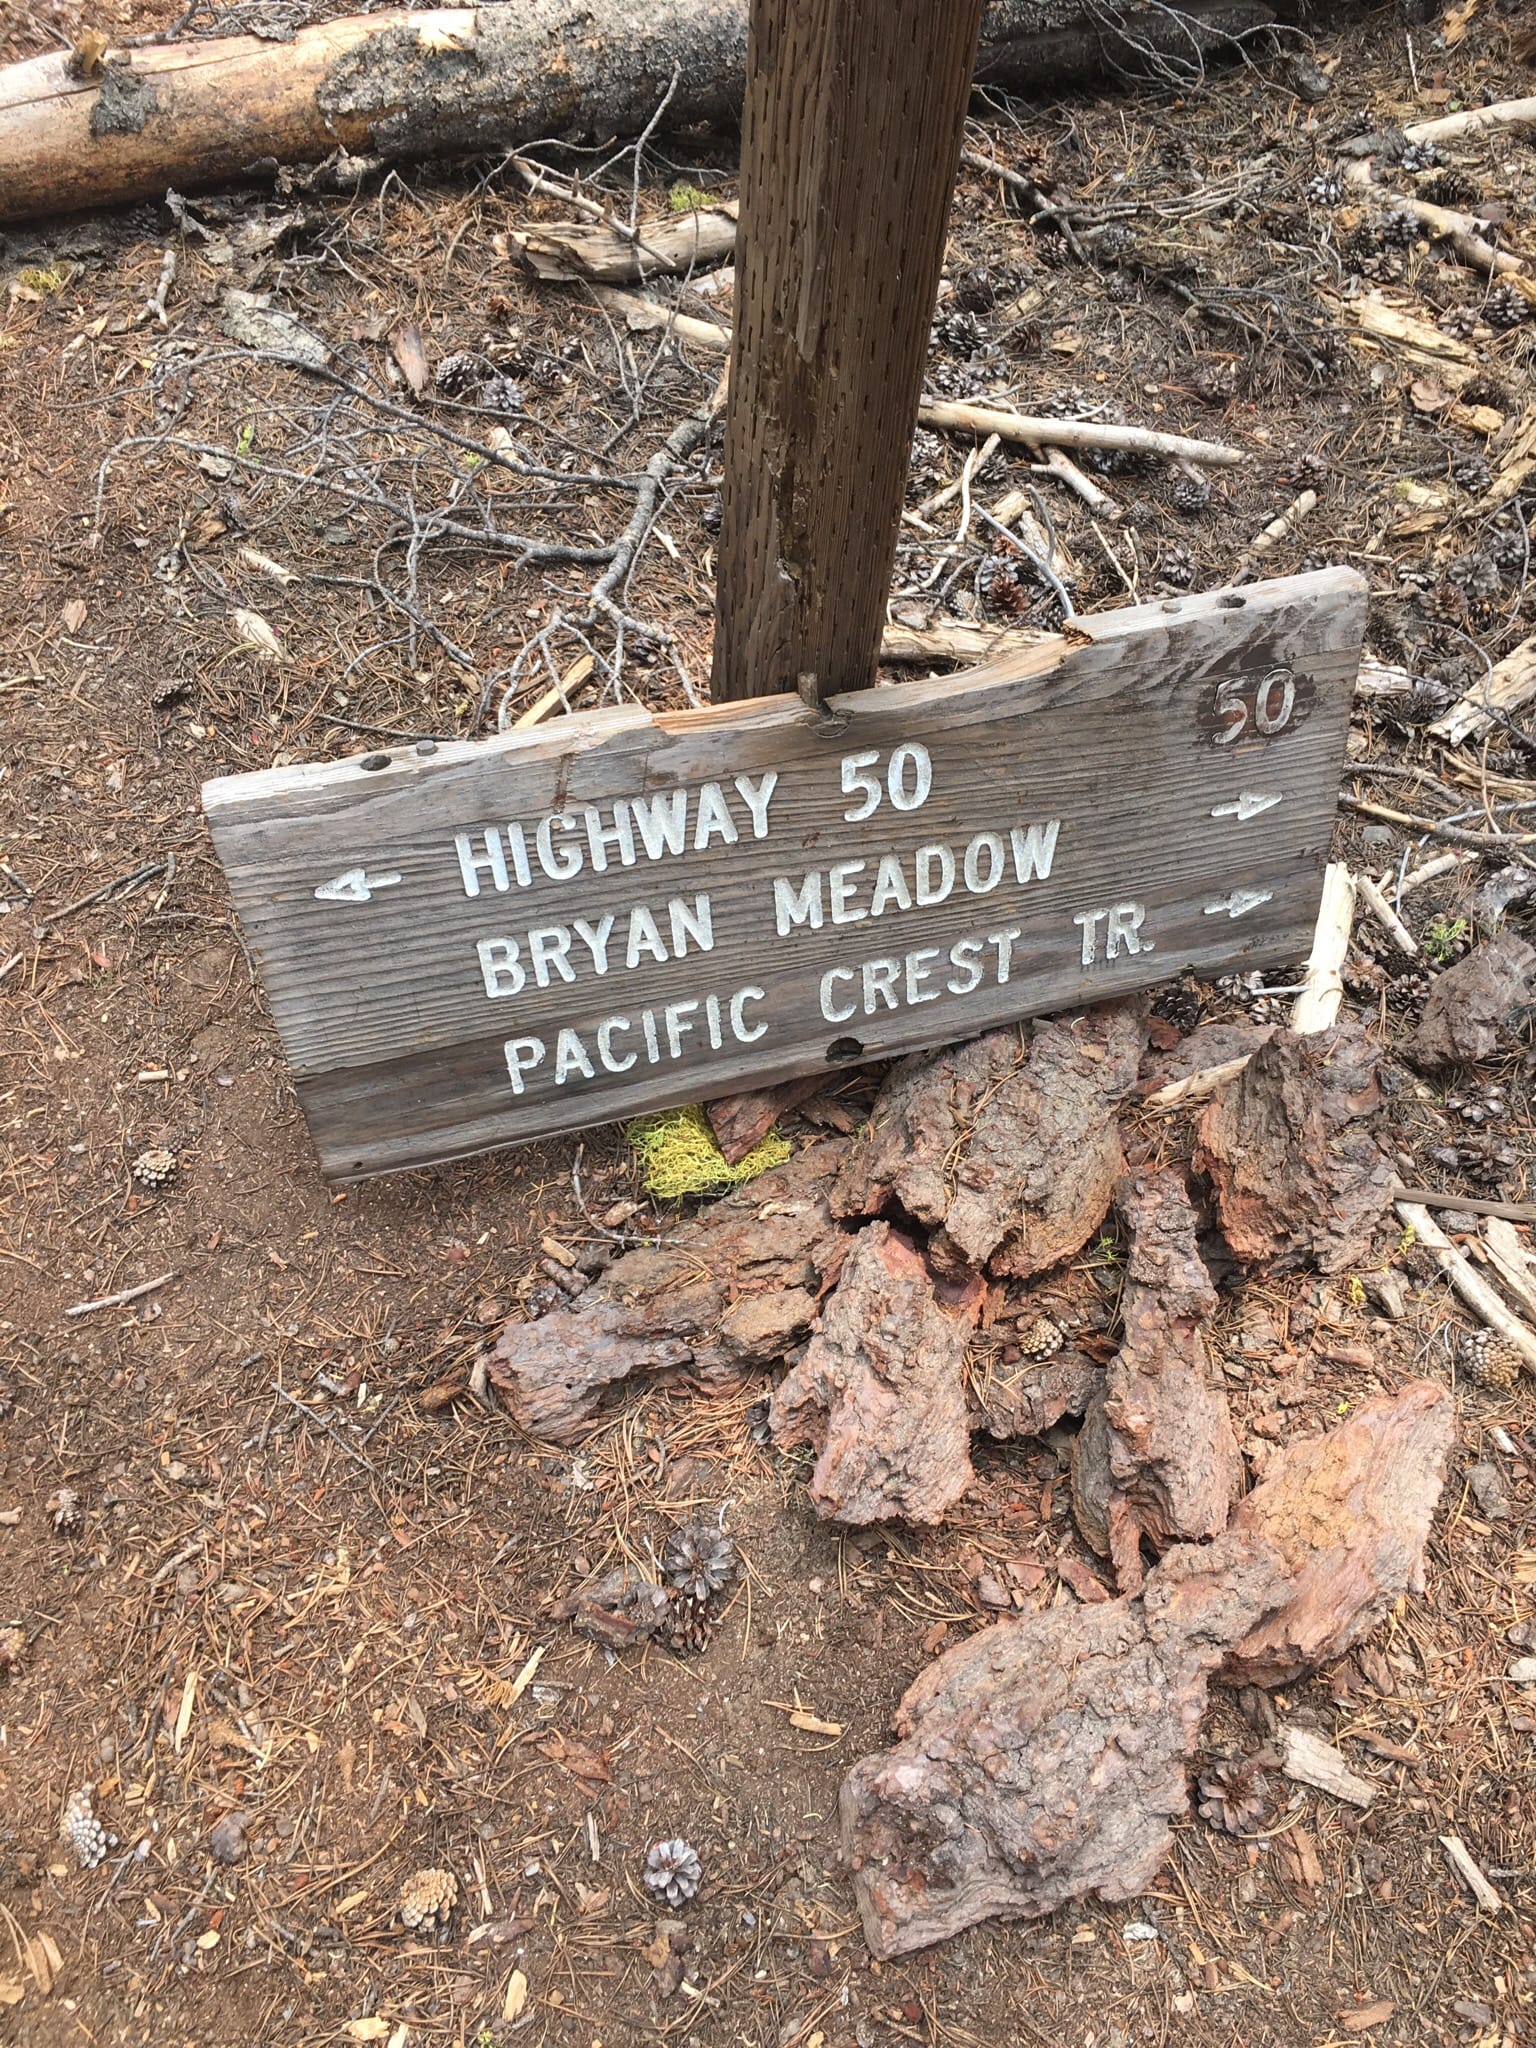 50
← HIGHWAY 50
BRYAN MEADOW →
PACIFIC CREST TR. →